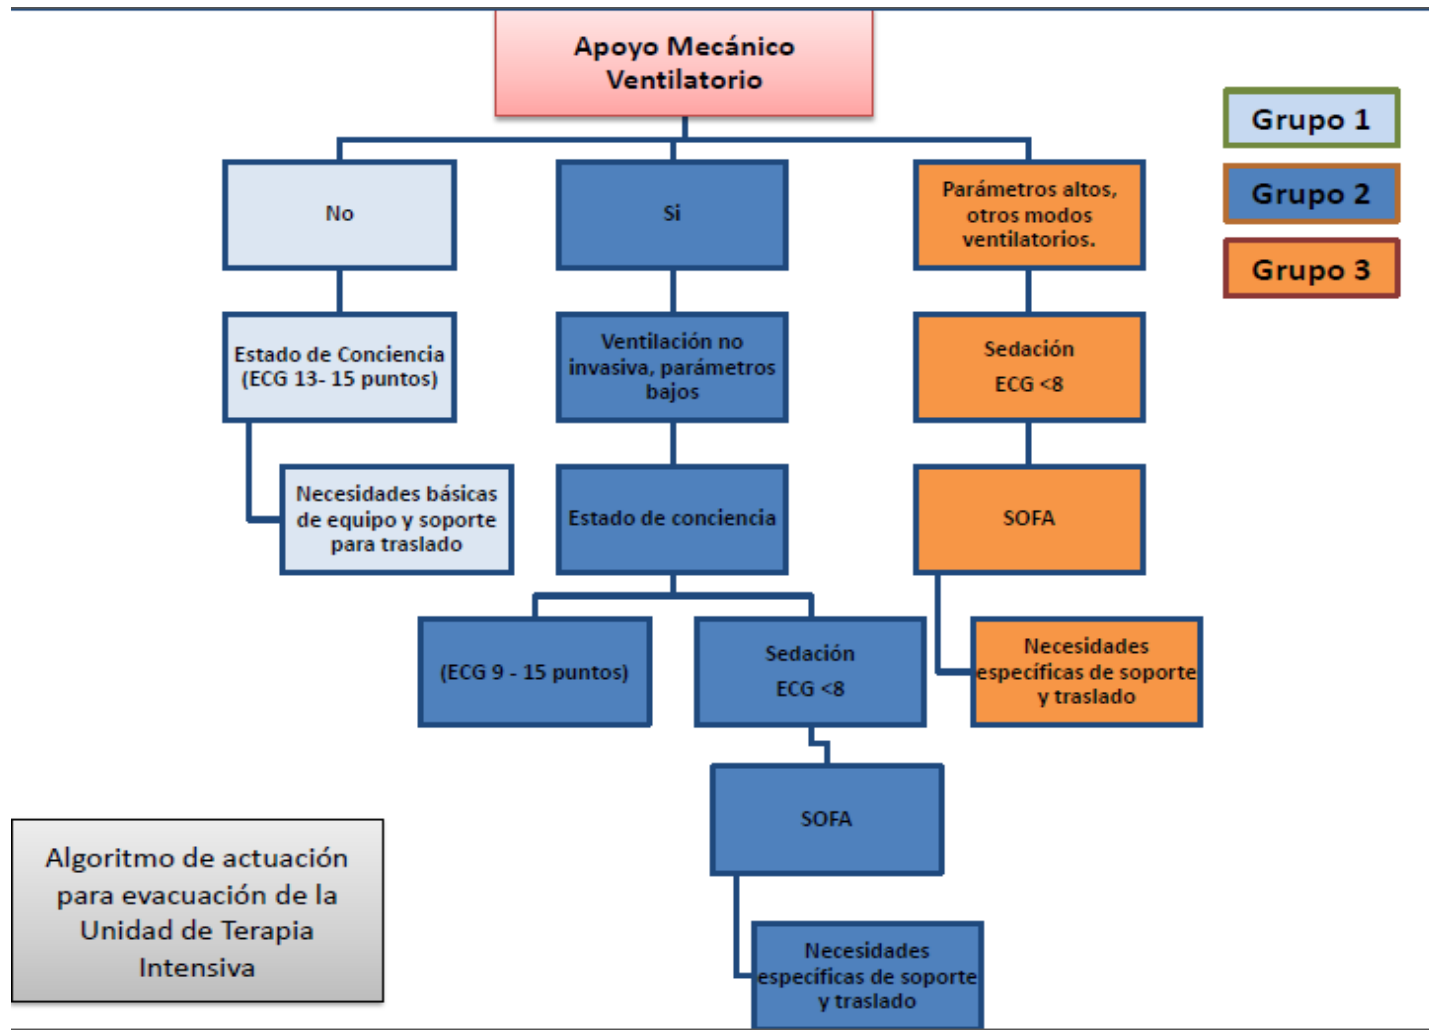 Apoyo Mecánico
Ventilatorio
Grupo 1
Grupo 2
Grupo 3
No
Si
Parámetros altos,
otros modos
ventilatorios.
Estado de Conciencia
(ECG 13- 15 puntos)
Ventilación no
invasiva, parámetros
bajos
Sedación
ECG <8
Necesidades básicas
de equipo y soporte
para traslado
Estado de conciencia
SOFA
(ECG 9 - 15 puntos)
Sedación
ECG <8
Necesidades
específicas de soporte
y traslado
SOFA
Necesidades
específicas de soporte
y traslado
Algoritmo de actuación
para evacuación de la
Unidad de Terapia
Intensiva